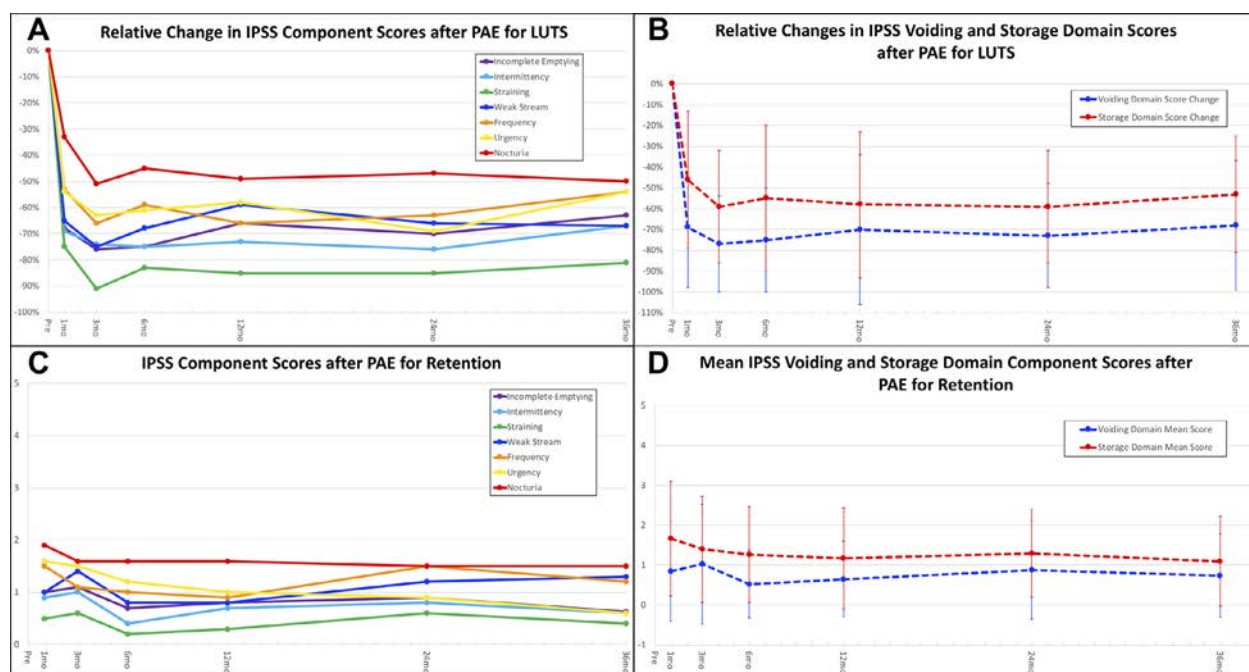 A
Relative Change in IPSS Component Scores after PAE for LUTS
0%
-10%
-20%
-30%
-40%
-50%
-60%
-70%
-80%
-90%
-100%
Incomplete Emptying
Intermittency
Straining
Weak Stream
Frequency
Urgency
Nocturia
Pre
1mo
3mo
6mo
12mo
24mo
36mo
B
Relative Changes in IPSS Voiding and Storage Domain Scores
after PAE for LUTS
0%
-10%
-20%
-30%
-40%
-50%
-60%
-70%
-80%
-90%
-100%
-110%
Voiding Domain Score Change
Storage Domain Score Change
Pre
1mo
3mo
6mo
12mo
24mo
36mo
C
IPSS Component Scores after PAE for Retention
5
4
3
2
1
0
Incomplete Emptying
Intermittency
Straining
Weak Stream
Frequency
Urgency
Nocturia
Pre
1mo
3mo
6mo
12mo
24mo
36mo
D
Mean IPSS Voiding and Storage Domain Component Scores after
PAE for Retention
5
4
3
2
1
0
-1
Voiding Domain Mean Score
Storage Domain Mean Score
Pre
1mo
3mo
6mo
12mo
24mo
36mo